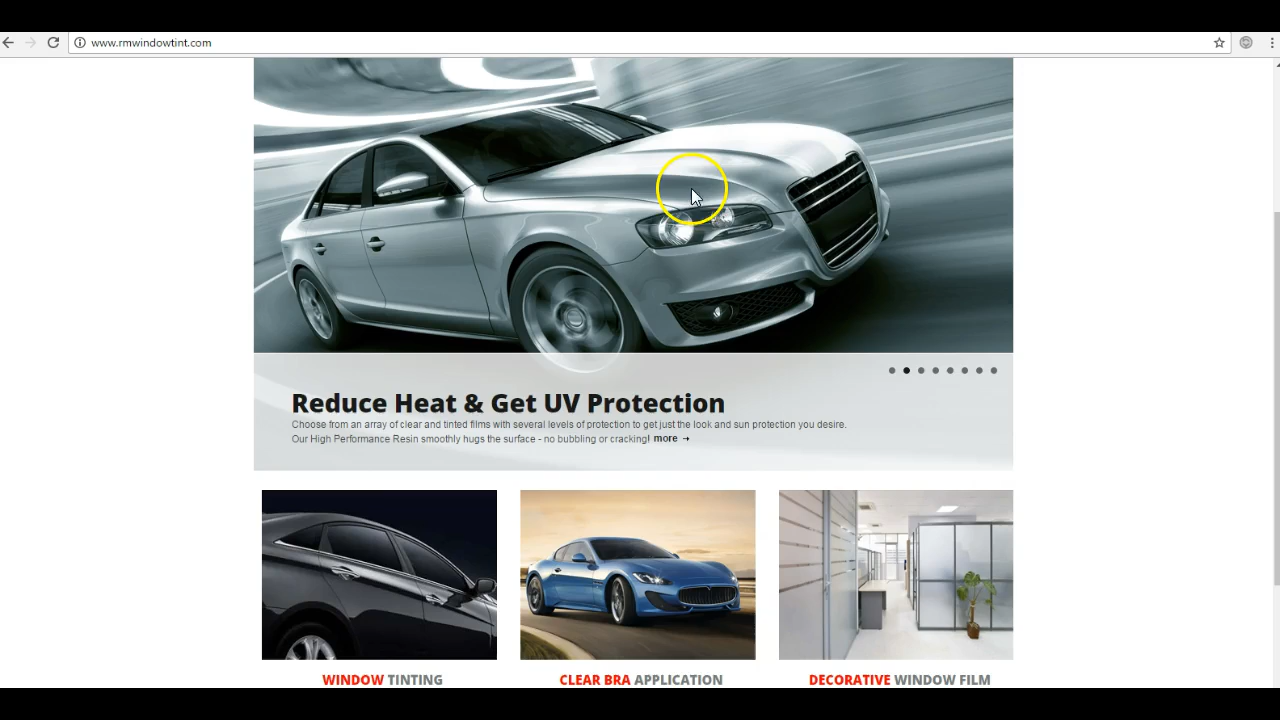 www.rmwindowtint.com
Reduce Heat & Get UV Protection
Choose from an array of clear and tinted films with several levels of protection to get just the look and sun protection you desire.
Our High Performance Resin smoothly hugs the surface - no bubbling or cracking! more →
WINDOW TINTING
CLEAR BRA APPLICATION
DECORATIVE WINDOW FILM